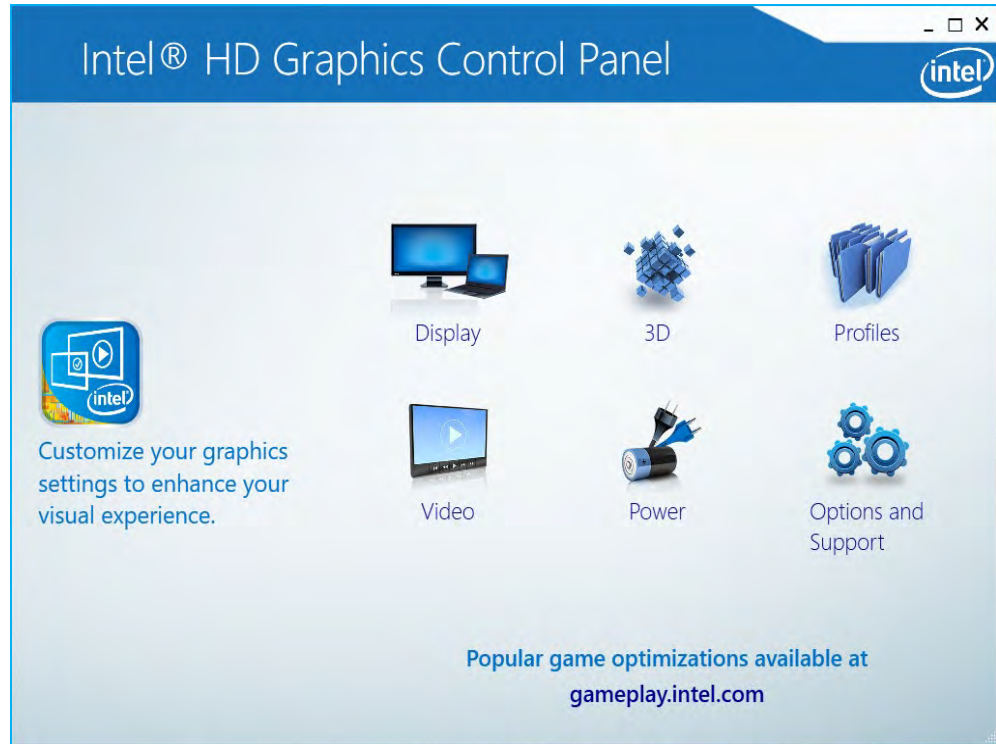 Intel® HD Graphics Control Panel
intel
Display
3D
Profiles
intel
Customize your graphics
settings to enhance your
visual experience.
Video
Power
Options and
Support
Popular game optimizations available at
gameplay.intel.com